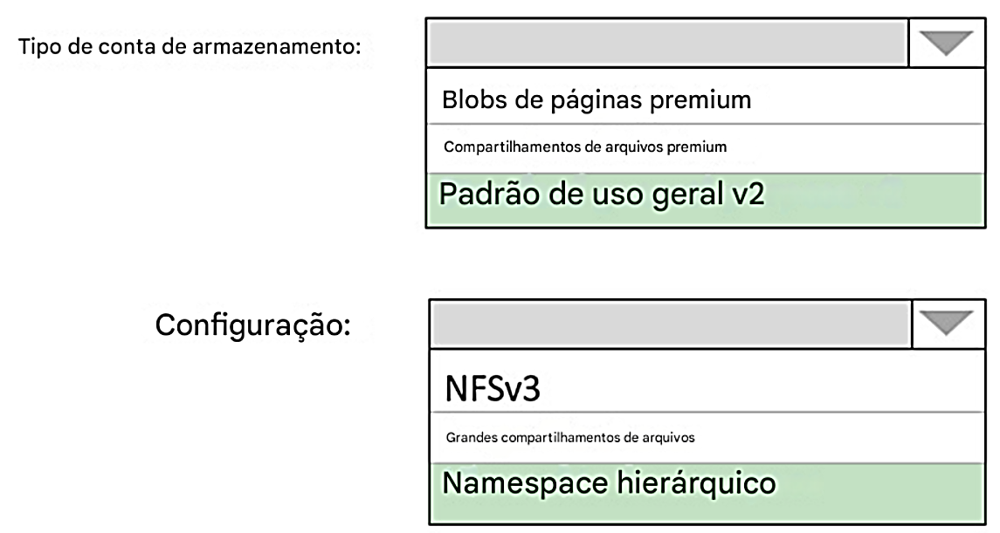 Tipo de conta de armazenamento:
Blobs de páginas premium
Compartilhamentos de arquivos premium
Padrão de uso geral v2
Configuração:
NFSv3
Grandes compartilhamentos de arquivos
Namespace hierárquico